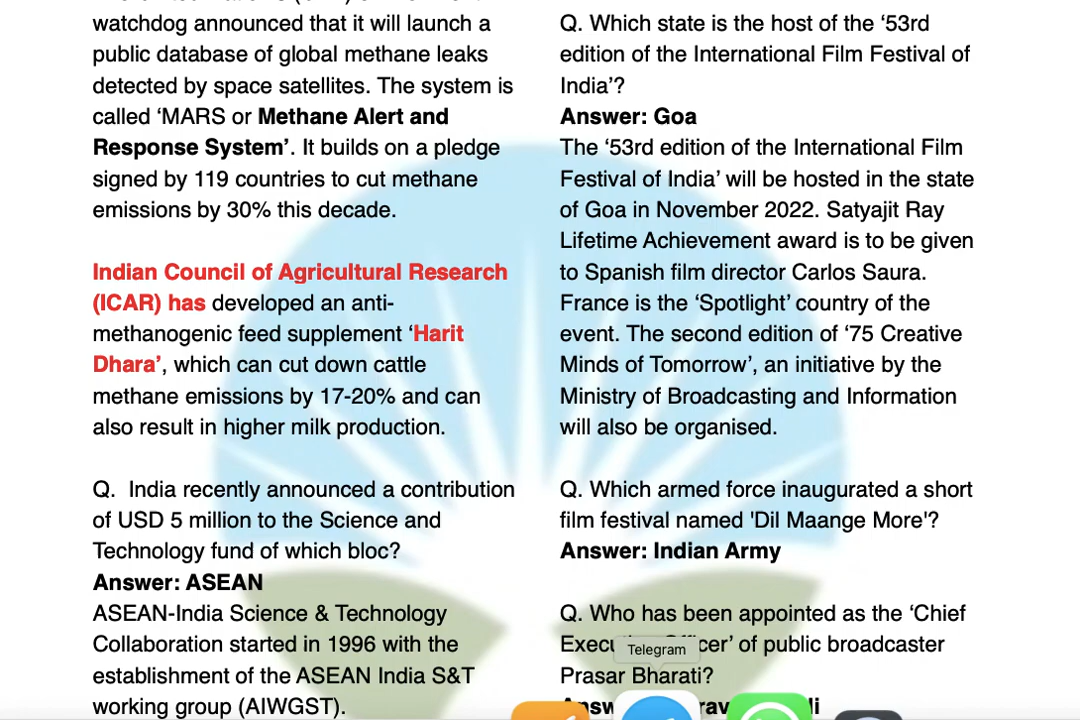 watchdog announced that it will launch a
public database of global methane leaks
detected by space satellites. The system is
called ‘MARS or Methane Alert and
Response System’. It builds on a pledge
signed by 119 countries to cut methane
emissions by 30% this decade.
Indian Council of Agricultural Research
(ICAR) has developed an anti-
methanogenic feed supplement ‘Harit
Dhara’, which can cut down cattle
methane emissions by 17-20% and can
also result in higher milk production.
Q. India recently announced a contribution
of USD 5 million to the Science and
Technology fund of which bloc?
Answer: ASEAN
ASEAN-India Science & Technology
Collaboration started in 1996 with the
establishment of the ASEAN India S&T
working group (AIWGST).
Q. Which state is the host of the ‘53rd
edition of the International Film Festival of
India’?
Answer: Goa
The ‘53rd edition of the International Film
Festival of India’ will be hosted in the state
of Goa in November 2022. Satyajit Ray
Lifetime Achievement award is to be given
to Spanish film director Carlos Saura.
France is the ‘Spotlight’ country of the
event. The second edition of ‘75 Creative
Minds of Tomorrow’, an initiative by the
Ministry of Broadcasting and Information
will also be organised.
Q. Which armed force inaugurated a short
film festival named 'Dil Maange More'?
Answer: Indian Army
Q. Who has been appointed as the ‘Chief
of public broadcaster
Prasar Bharati?
Telegram